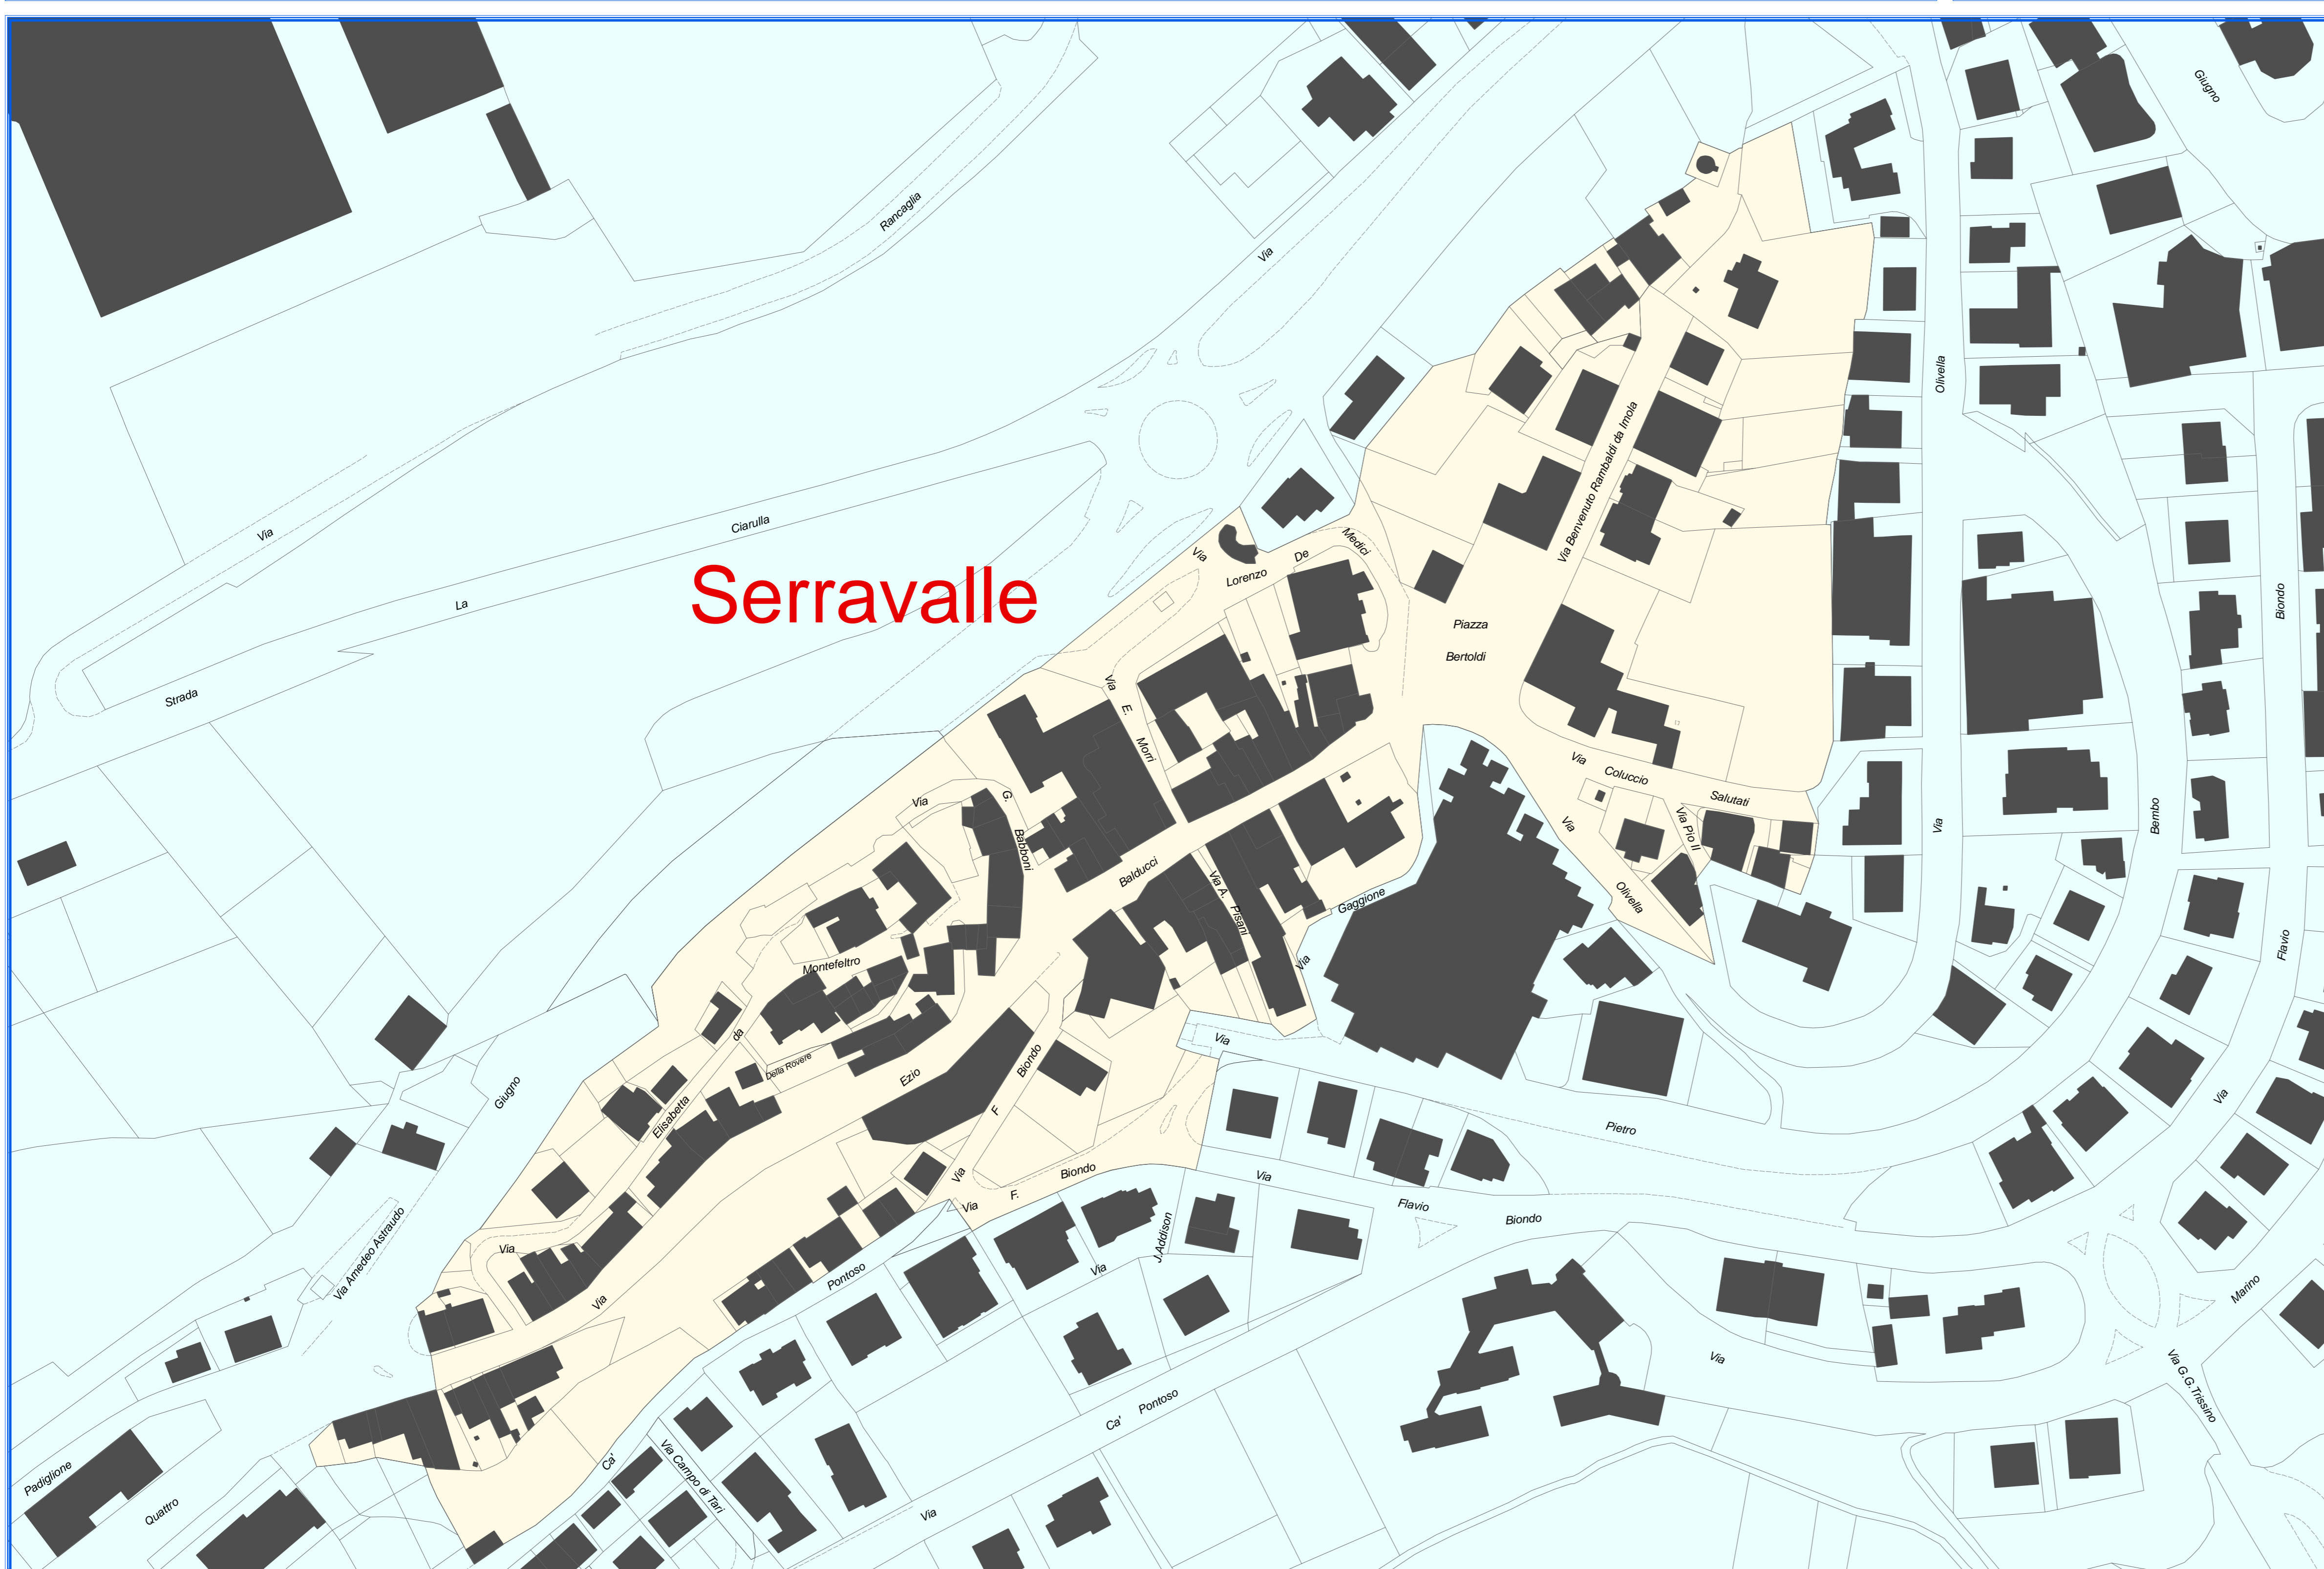 Giugno
Rancaglia
Via
Olivella
Via Benvenuto Rambaldi da Imola
Via
Ciarulla
La
Strada
Serravalle
Via
Lorenzo
De
Medici
Piazza
Bertoldi
Biondo
Via
E.
Morri
Via
Coluccio
Salutati
Via Pio II
Via
Olivella
Via
Bembo
Via
G.
Babboni
Balducci
Via A.
Pisani
Gaggione
Via
Flavio
Montefeltro
da
Della Rovere
Elisabetta
Via
Ezio
Via
Biondo
F
Via
Via
F.
Biondo
Via
Giugno
Via Amedeo Astraudo
Pietro
Via
Via
Flavio
Biondo
J.Addison
Via
Pontoso
Marino
Via
Via G.G.Trissino
Ca'
Pontoso
Via
Ca'
Via Campo di Tari
Padiglione
Quattro